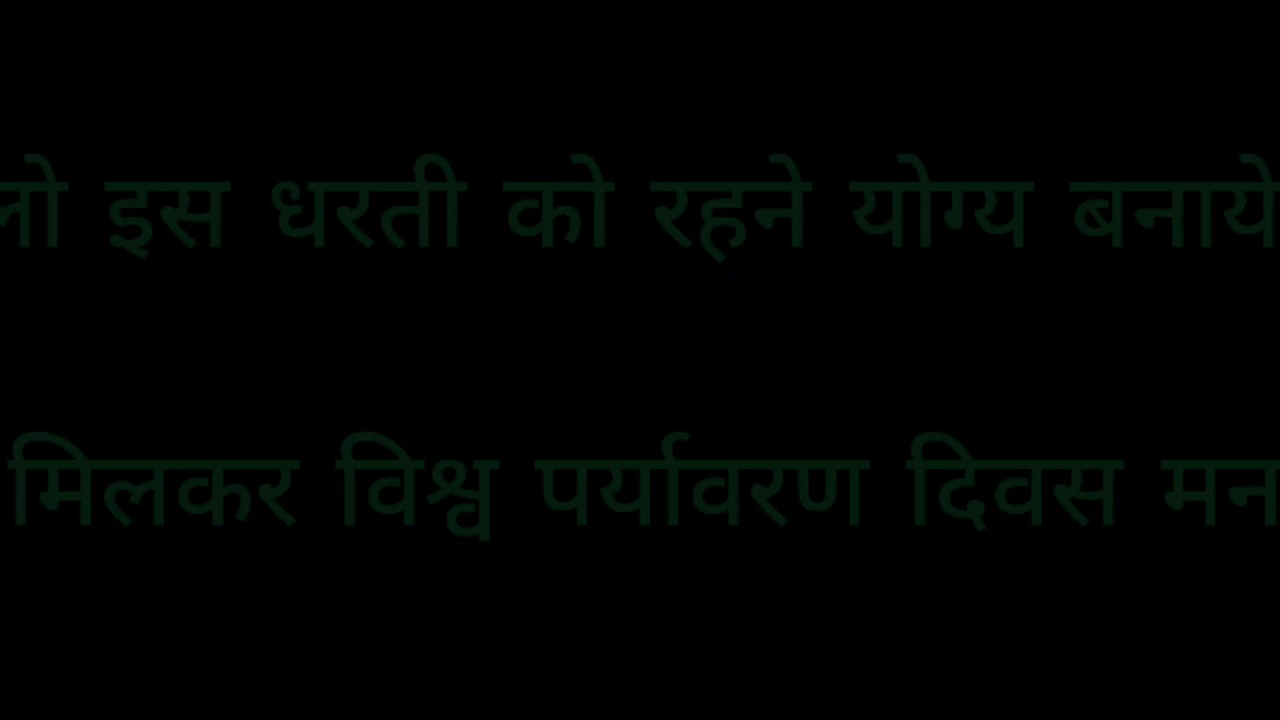 इस धरती को रहने योग्य बनाये
मिलकर विश्व पर्यावरण दिवस